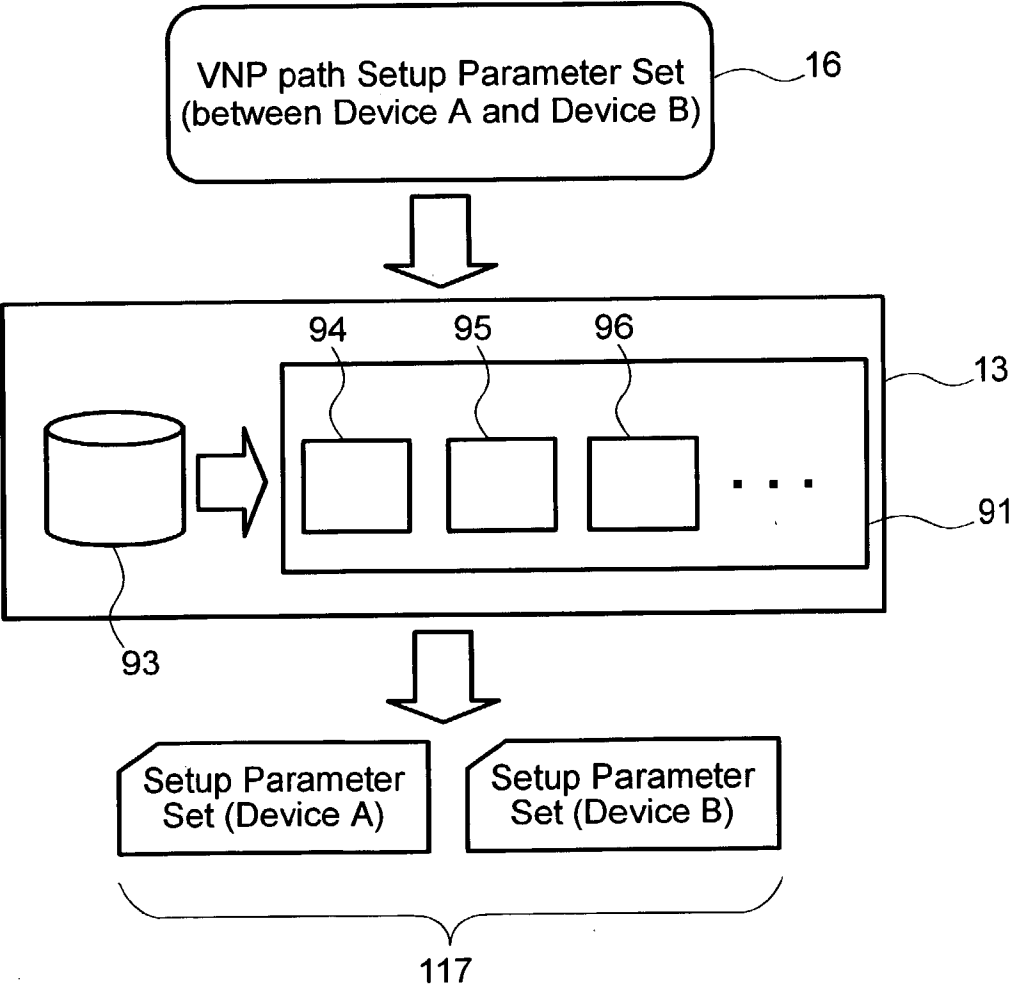 VNP path Setup Parameter Set
(between Device A and Device B)
16
94
95
96
13
. . .
91
93
Setup Parameter
Set (Device A)
Setup Parameter
Set (Device B)
117